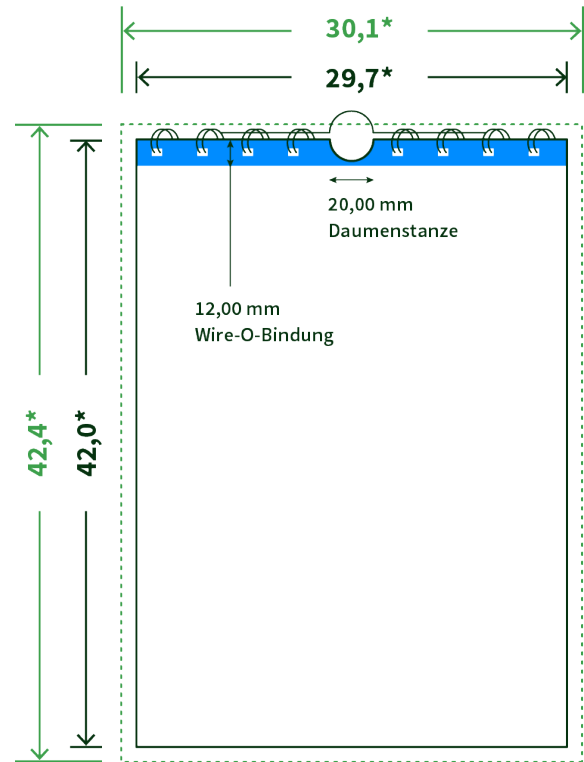 30,1*
29,7*
20,00 mm
Daumenstanze
12,00 mm
Wire-O-Bindung
42,4*
42,0*